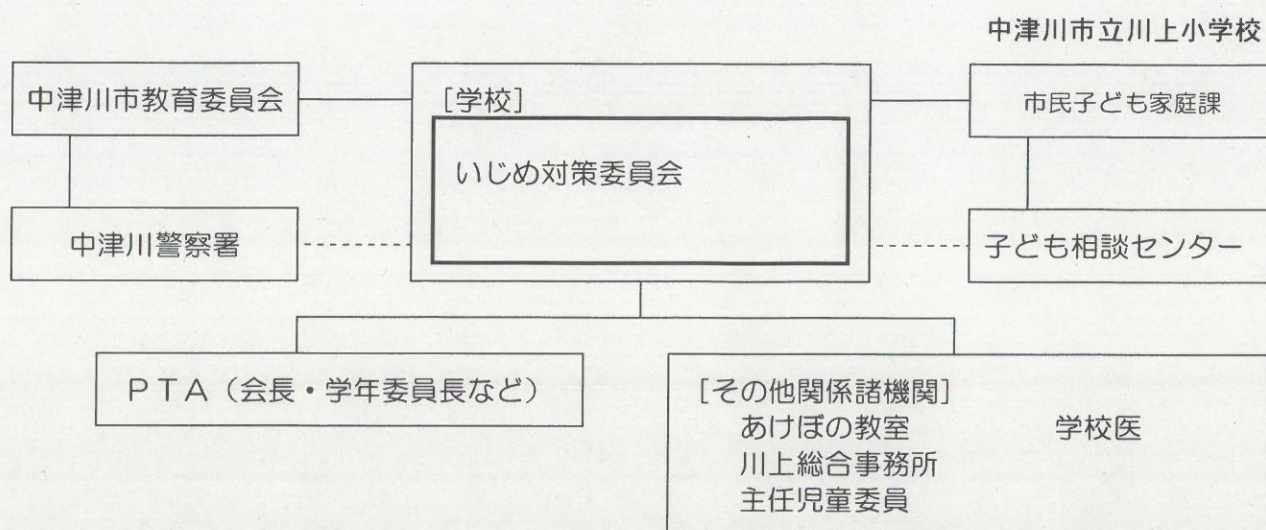 中津川市立川上小学校
中津川市教育委員会
[学校]
いじめ対策委員会
市民子ども家庭課
中津川警察署
子ども相談センター
ＰＴＡ（会長・学年委員長など）
[その他関係諸機関]
あけぼの教室 学校医
川上総合事務所
主任児童委員